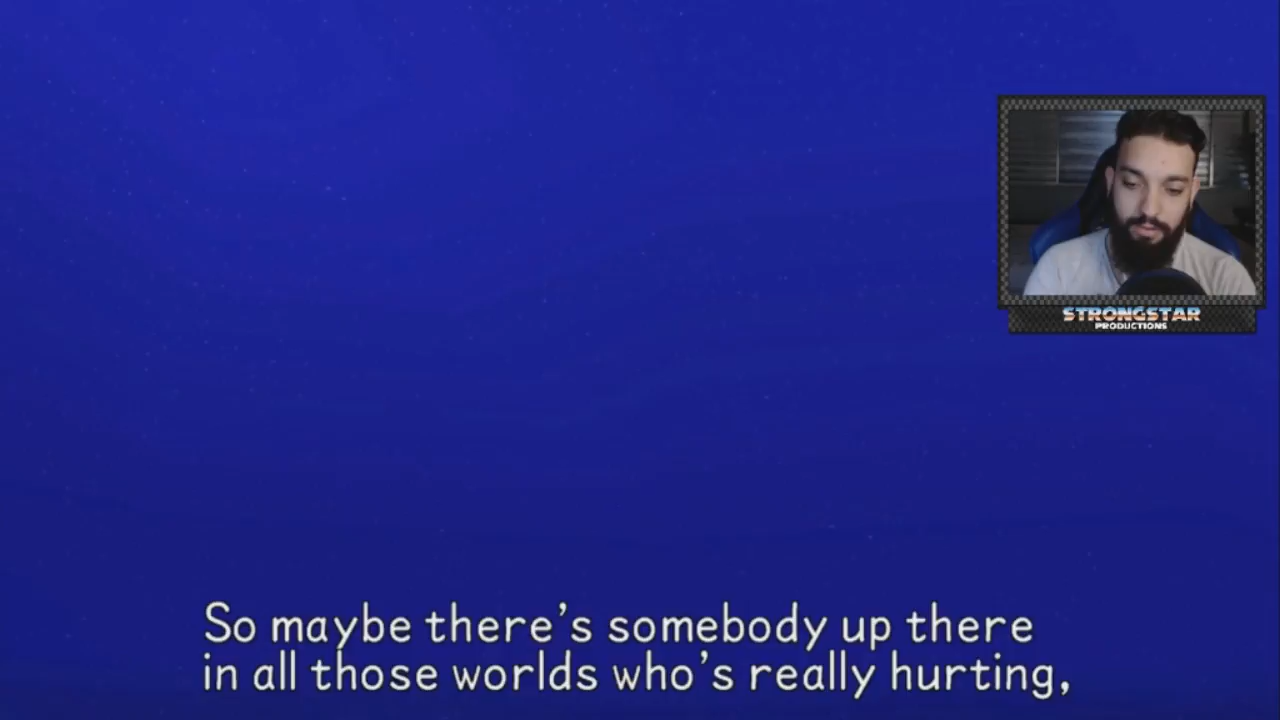 STRONGSTAR
PRODUCTIONS
So maybe there's somebody up there
in all those worlds who's really hurting,